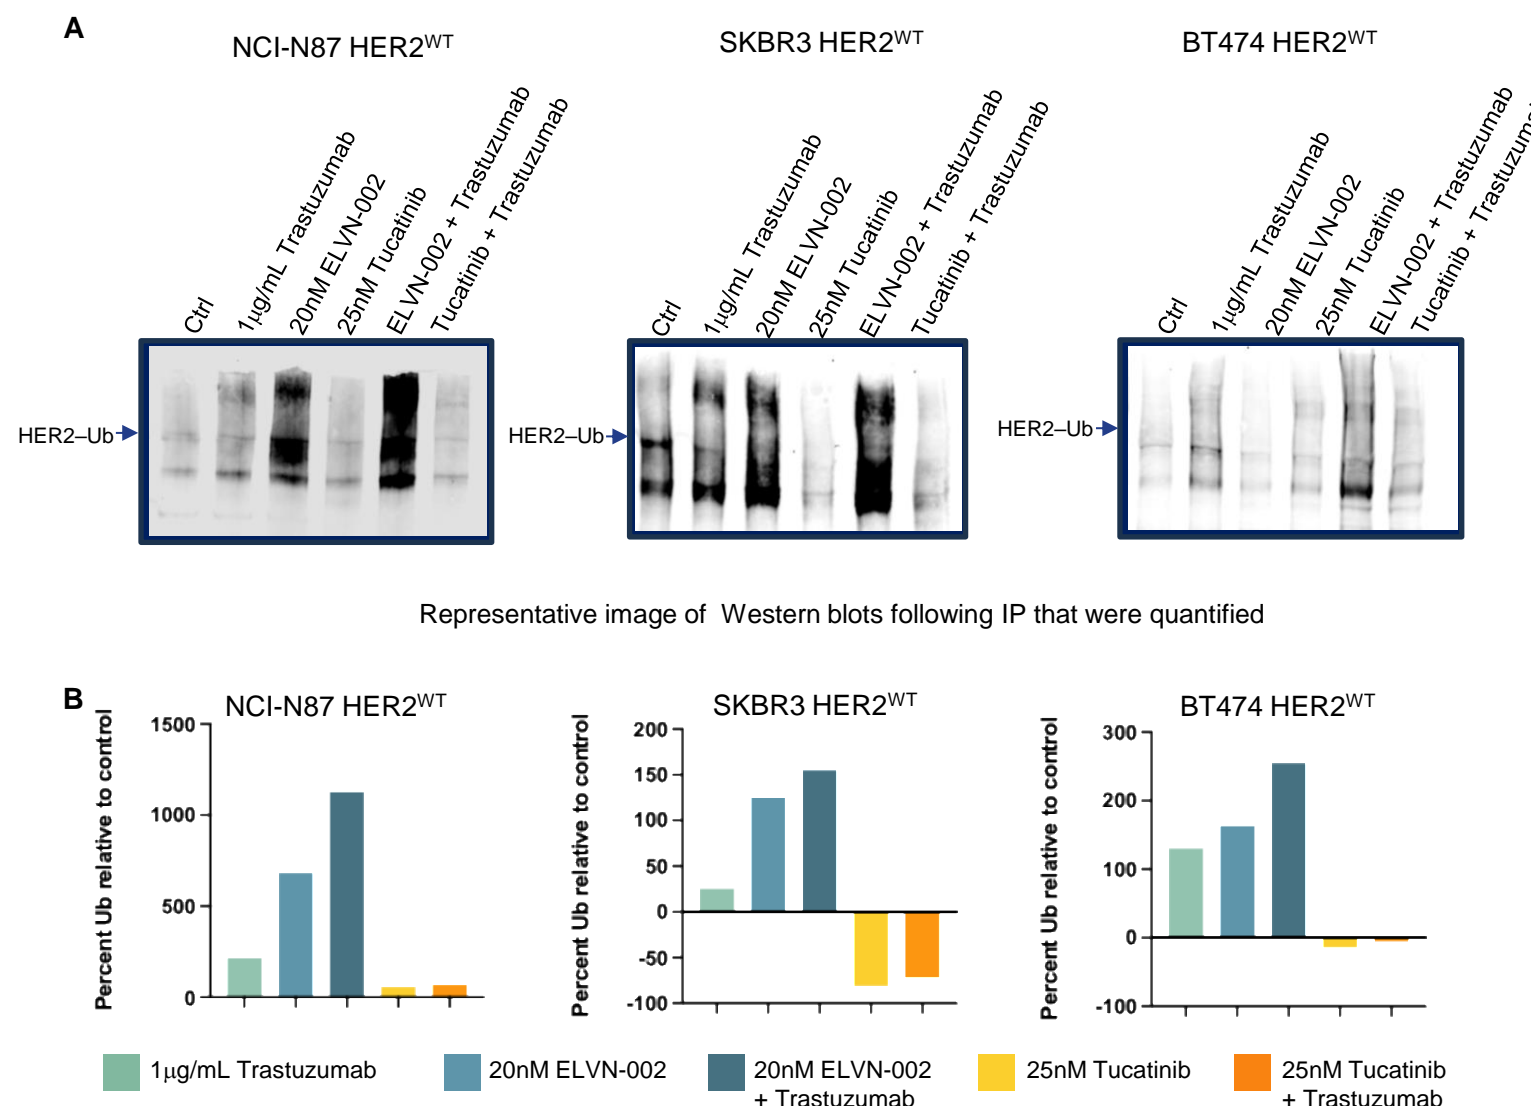 A
NCI-N87 HER2WT
SKBR3 HER2WT
BT474 HER2WT
Ctrl
1μg/mL Trastuzumab
20nM ELVN-002
25nM Tucatinib
ELVN-002 + Trastuzumab
Tucatinib + Trastuzumab
Ctrl
1μg/mL Trastuzumab
20nM ELVN-002
25nM Tucatinib
ELVN-002 + Trastuzumab
Tucatinib + Trastuzumab
Ctrl
1μg/mL Trastuzumab
20nM ELVN-002
25nM Tucatinib
ELVN-002 + Trastuzumab
Tucatinib + Trastuzuma
HER2–Ub
HER2–Ub
HER2–Ub
Representative image of Western blots following IP that were quantified
B
NCI-N87 HER2WT
Percent Ub relative to control
1500
1000
500
0
SKBR3 HER2WT
Percent Ub relative to control
200
150
100
50
0
-50
-100
BT474 HER2WT
Percent Ub relative to control
300
200
100
0
-100
1μg/mL Trastuzumab
20nM ELVN-002
20nM ELVN-002
+ Trastuzumab
25nM Tucatinib
25nM Tucatinib
+ Trastuzumab